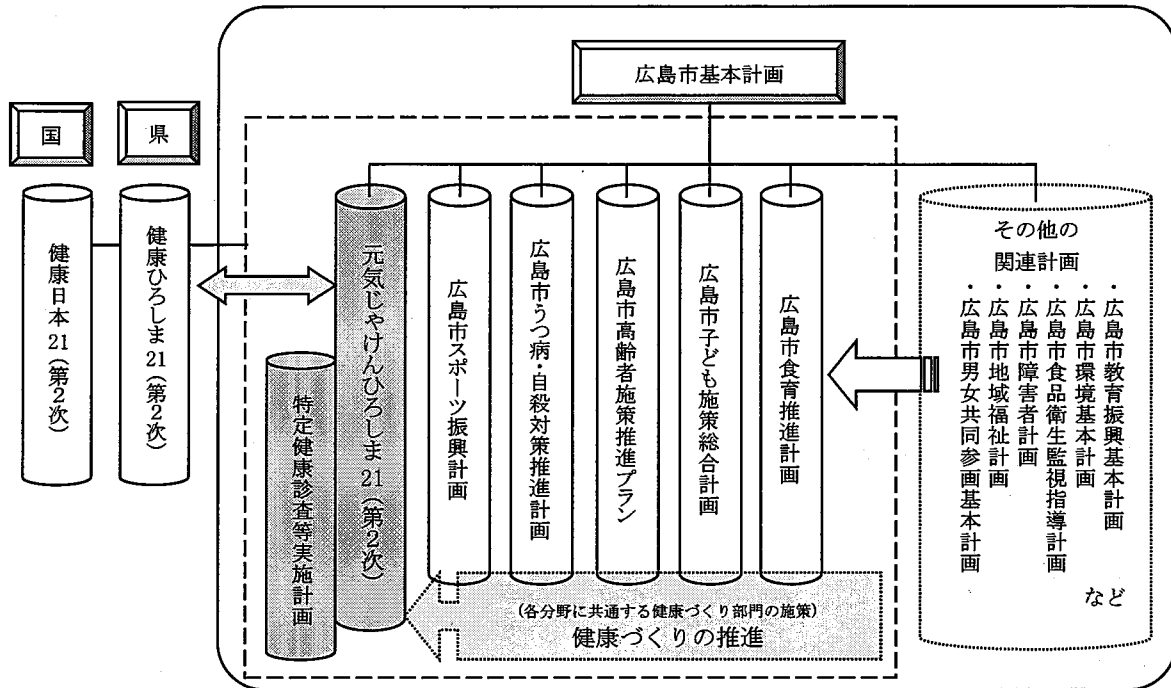 広島市基本計画
国
県
健康日本21(第2次)
健康ひろしま21(第2次)
元気じゃけんひろしま21(第2次)
特定健康診査等実施計画
広島市スポーツ振興計画
広島市うつ病・自殺対策推進計画
広島市高齢者施策推進プラン
広島市子ども施策総合計画
広島市食育推進計画
その他の
関連計画
・広島市教育振興基本計画
・広島市環境基本計画
・広島市食品衛生監視指導計画
・広島市障害者計画
・広島市地域福祉計画
・広島市男女共同参画基本計画
など
(各分野に共通する健康づくり部門の施策)
健康づくりの推進